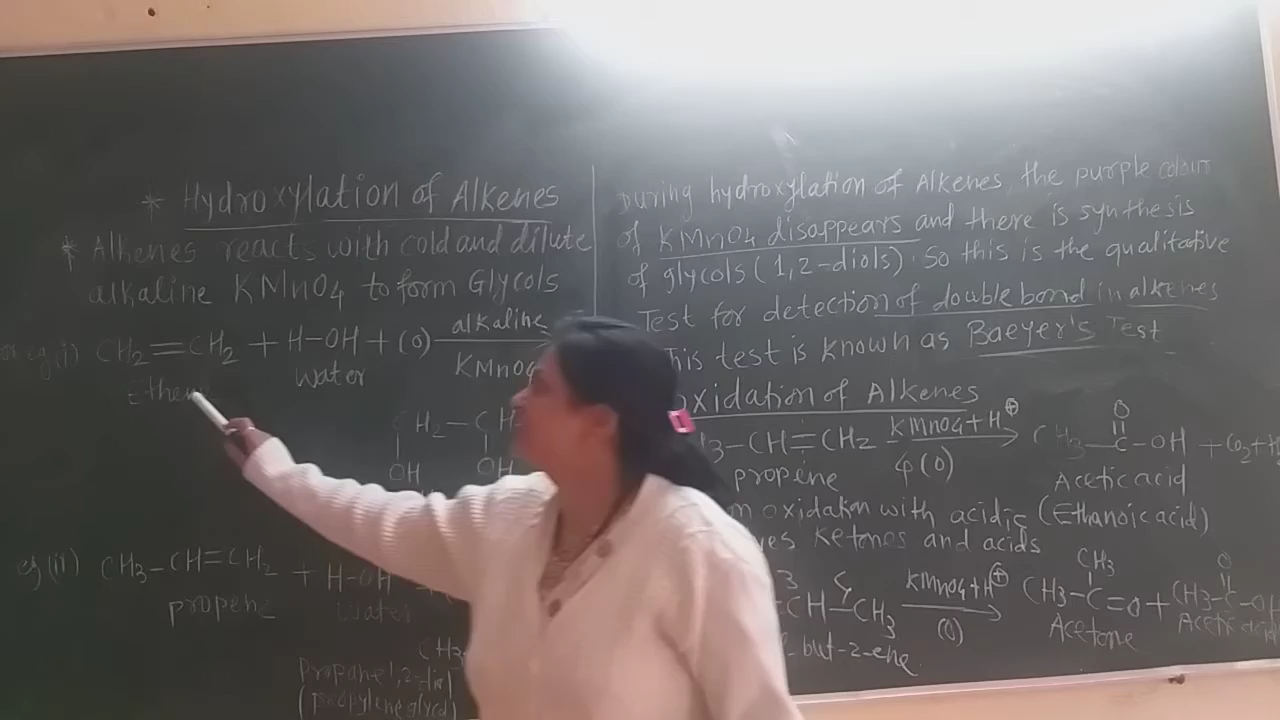 * Hydroxylation of Alkenes
* Alkenes reacts with cold and dilute
alkaline KMnO4 to form Glycols
eg(i) CH2=CH2 + H-OH + (O) alkaline
KMnO4
Ethene water
CH2-CH
OH OH
eg(ii) CH3-CH=CH2 + H-OH
propene water
CH3
Propane 1,2-diol
(propylene glycol)
During hydroxylation of Alkenes, the purple colour
of KMnO4 disappears and there is synthesis
of glycols (1,2-diols). So this is the qualitative
Test for detection of double bond in alkenes
This test is known as Baeyer's Test
oxidation of Alkenes
-CH=CH2 KMnO4+H⊕ CH3-C-OH + CO2+H
O
4(O)
propene Acetic acid
oxidation with acidic (Ethanoic acid)
Ketones and acids
CH3
CH-CH3 KMnO4+H⊕ CH3-C=O + CH3-C-OH
O
(O)
Acetone Acetic acid
-but-2-ene